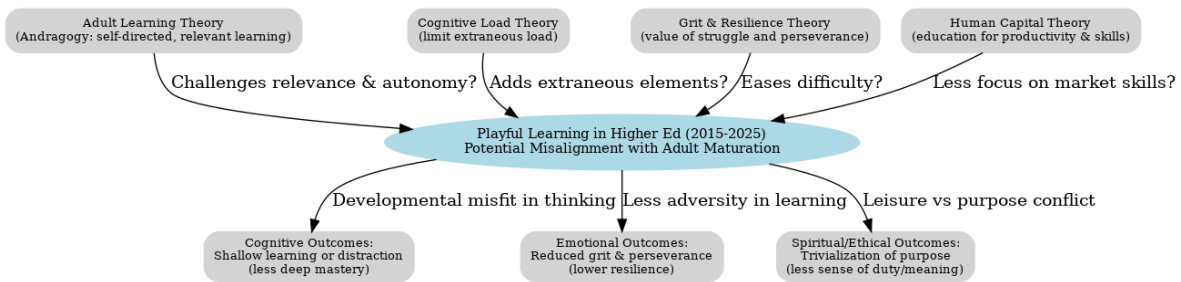 Adult Learning Theory
(Andragogy: self-directed, relevant learning)
Cognitive Load Theory
(limit extraneous load)
Grit & Resilience Theory
(value of struggle and perseverance)
Human Capital Theory
(education for productivity & skills)
Challenges relevance & autonomy?
Adds extraneous elements?
Eases difficulty?
Less focus on market skills?
Playful Learning in Higher Ed (2015-2025)
Potential Misalignment with Adult Maturation
Developmental misfit in thinking
Less adversity in learning
Leisure vs purpose conflict
Cognitive Outcomes:
Shallow learning or distraction
(less deep mastery)
Emotional Outcomes:
Reduced grit & perseverance
(lower resilience)
Spiritual/Ethical Outcomes:
Trivialization of purpose
(less sense of duty/meaning)